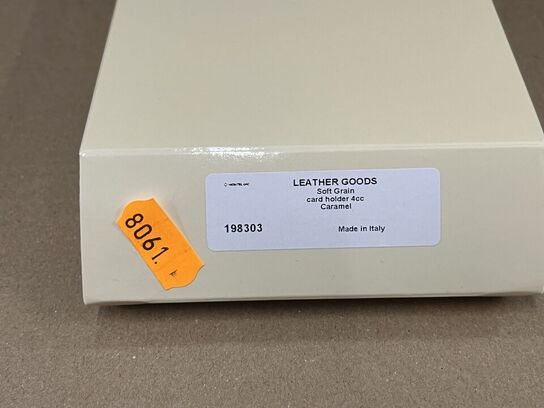 LEATHER GOODS
Soft Grain
card holder 4cc
Caramel
198303 Made in Italy
8061.